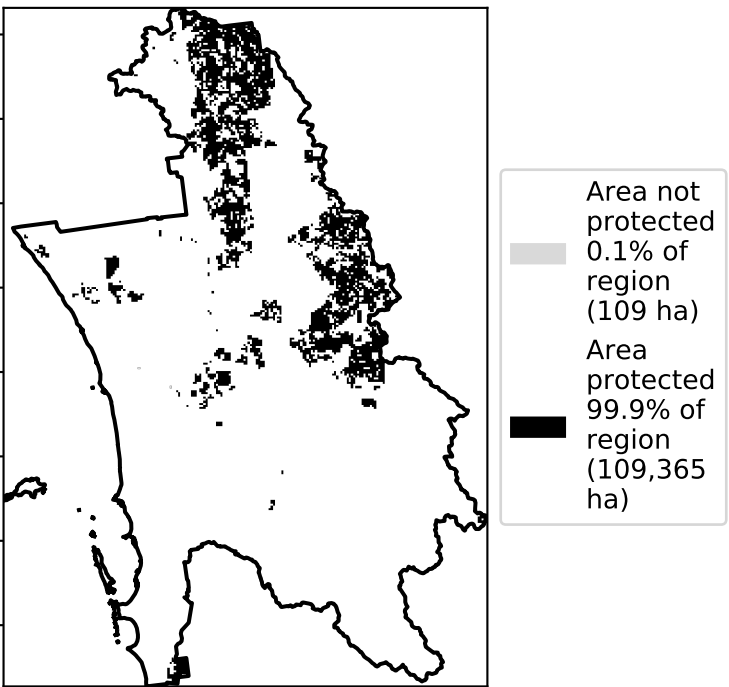 Area not
protected
0.1% of
region
(109 ha)
Area
protected
99.9% of
region
(109,365
ha)